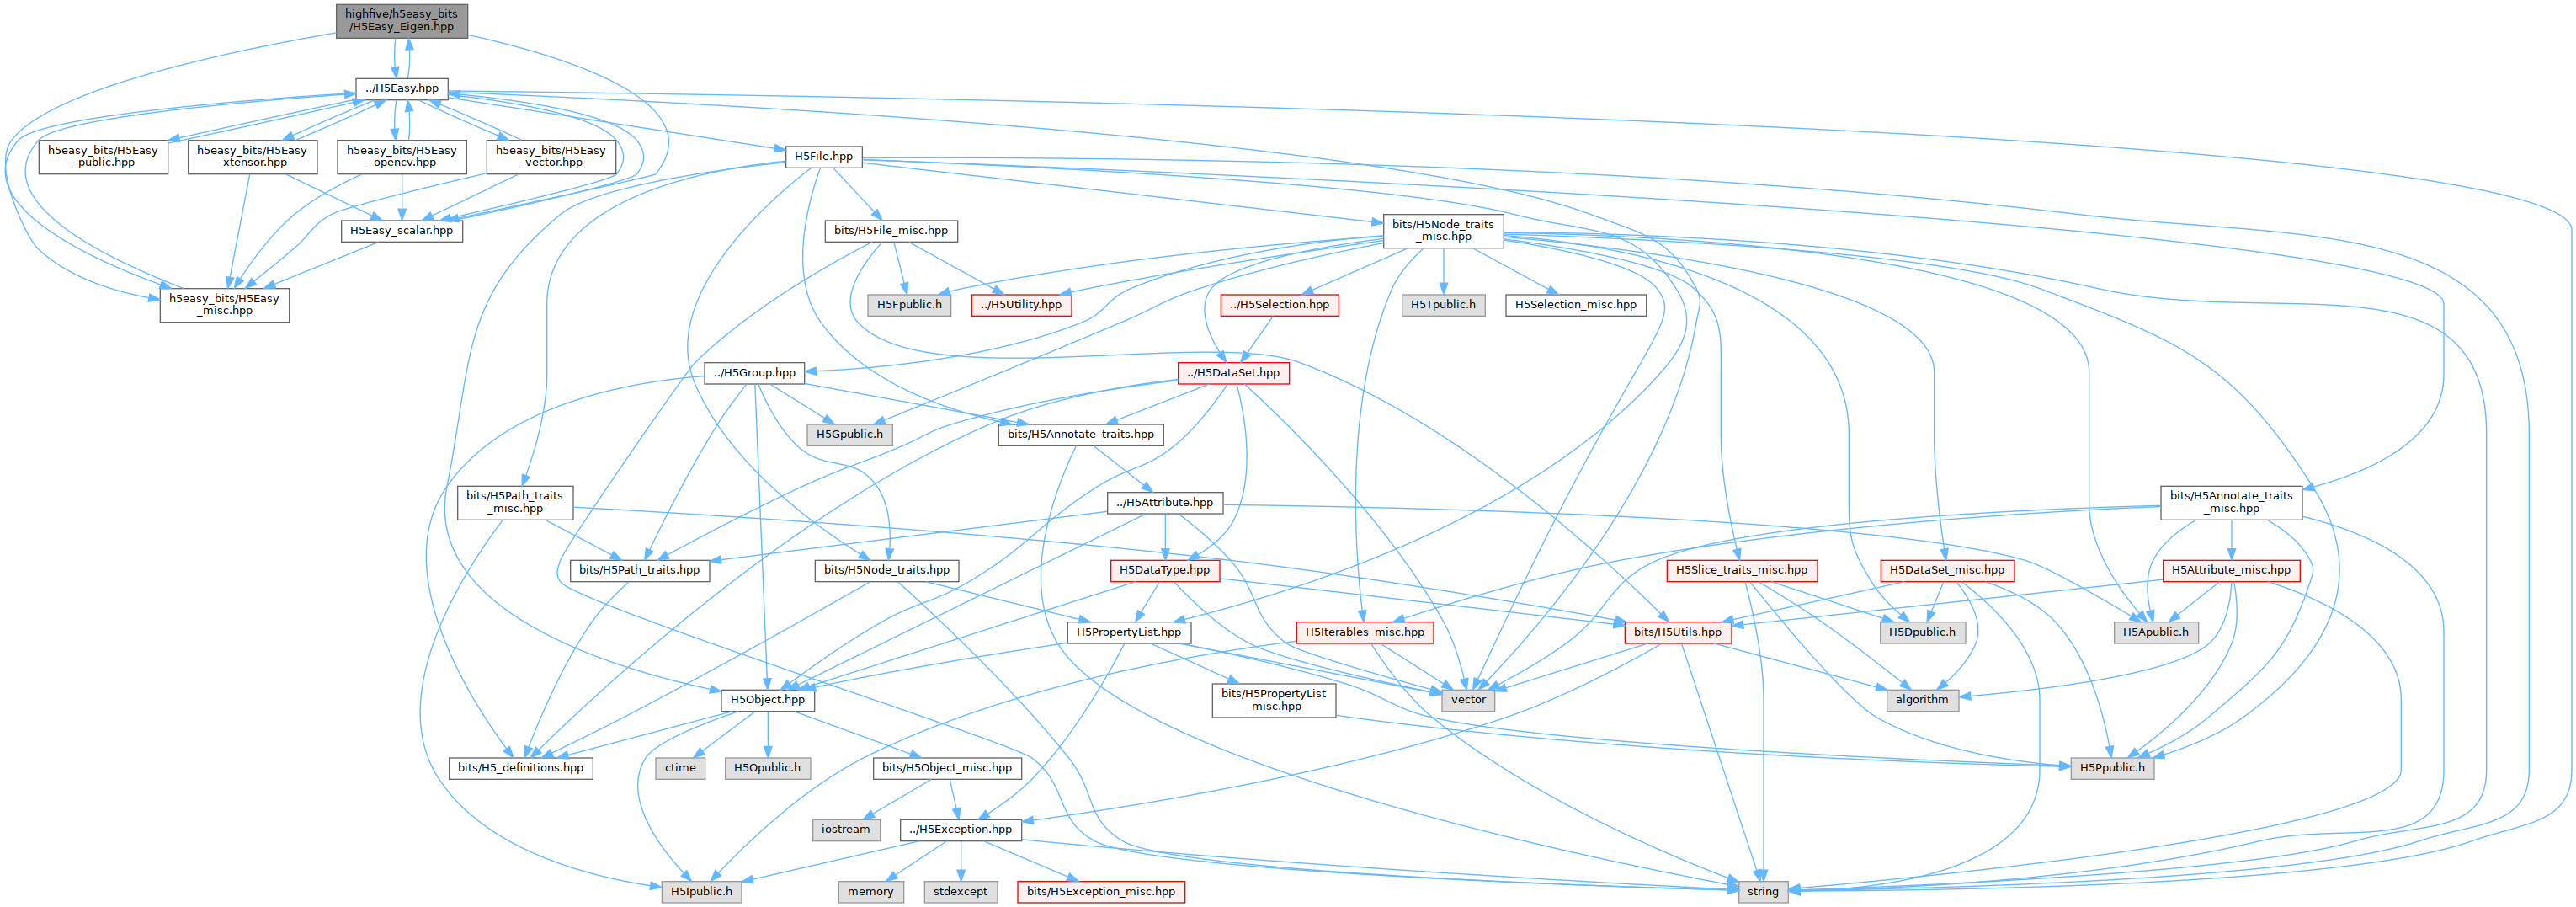 highfive/h5easy_bits
/H5Easy_Eigen.hpp
../H5Easy.hpp
h5easy_bits/H5Easy
_public.hpp
h5easy_bits/H5Easy
_xtensor.hpp
h5easy_bits/H5Easy
_opencv.hpp
h5easy_bits/H5Easy
_vector.hpp
H5File.hpp
H5Easy_scalar.hpp
bits/H5File_misc.hpp
bits/H5Node_traits
_misc.hpp
h5easy_bits/H5Easy
_misc.hpp
H5Fpublic.h
../H5Utility.hpp
../H5Selection.hpp
H5Tpublic.h
H5Selection_misc.hpp
../H5Group.hpp
../H5DataSet.hpp
H5Gpublic.h
bits/H5Annotate_traits.hpp
bits/H5Path_traits
_misc.hpp
../H5Attribute.hpp
bits/H5Annotate_traits
_misc.hpp
bits/H5Path_traits.hpp
bits/H5Node_traits.hpp
H5DataType.hpp
H5Slice_traits_misc.hpp
H5DataSet_misc.hpp
H5Attribute_misc.hpp
H5PropertyList.hpp
H5Iterables_misc.hpp
bits/H5Utils.hpp
H5Dpublic.h
H5Apublic.h
H5Object.hpp
bits/H5PropertyList
_misc.hpp
vector
algorithm
bits/H5_definitions.hpp
ctime
H5Opublic.h
bits/H5Object_misc.hpp
H5Ppublic.h
iostream
../H5Exception.hpp
H5Ipublic.h
memory
stdexcept
bits/H5Exception_misc.hpp
string